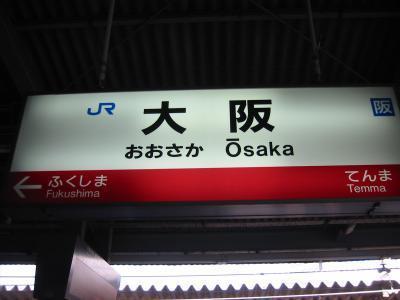 JR 大阪 阪
おおさか Ōsaka
← ふくしま てんま
Fukushima Temma